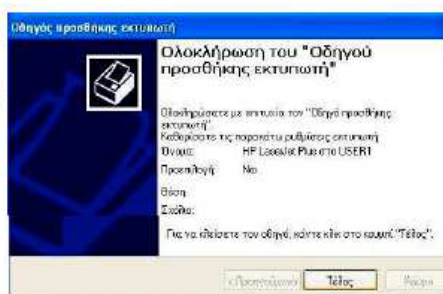 Οδηγός προσθήκης εκτυπωτή
Ολοκλήρωση του "Οδηγού
προσθήκης εκτυπωτή"
Ολοκληρώσατε με επιτυχία τον "Οδηγό προσθήκης
εκτυπωτή".
Καθορίσατε τις παρακάτω ρυθμίσεις εκτυπωτή:
Όνομα: HP LaserJet Plus στο USER1
Προεπιλογή: Ναι
Θέση:
Σχόλια:
Για να κλείσετε τον οδηγό, κάντε κλικ στο κουμπί "Τέλος".
< Προηγούμενο Τέλος Άκυρο